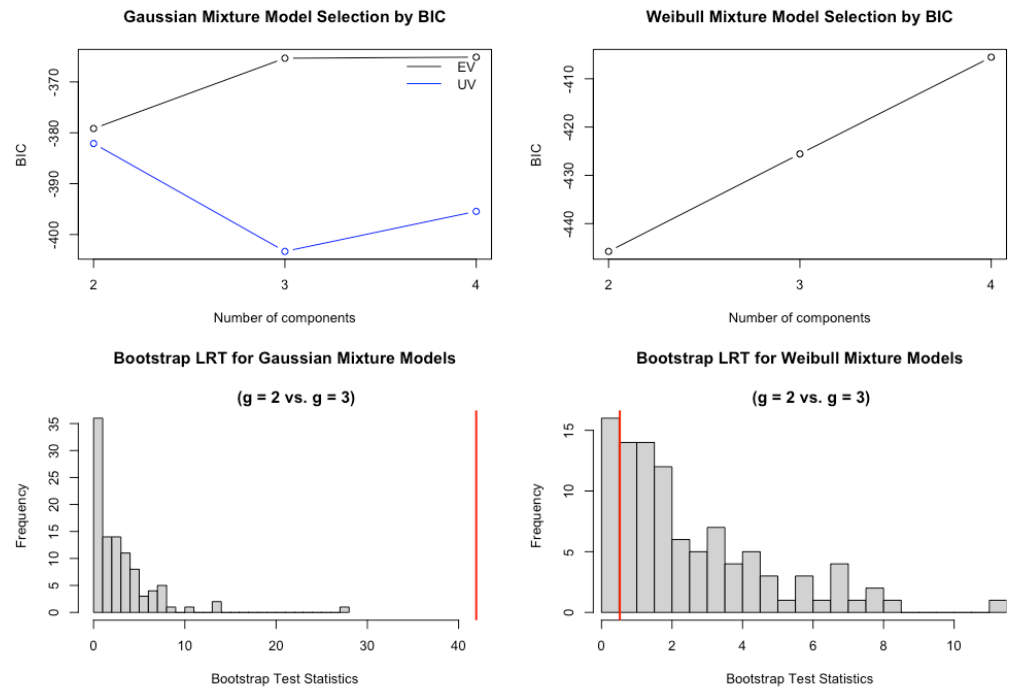 Gaussian Mixture Model Selection by BIC
EV
UV
BIC
-370
-380
-390
-400
2 3 4
Number of components
Weibull Mixture Model Selection by BIC
BIC
-410
-420
-430
-440
2 3 4
Number of components
Bootstrap LRT for Gaussian Mixture Models
(g = 2 vs. g = 3)
Frequency
35
30
25
20
15
10
5
0
0 10 20 30 40
Bootstrap Test Statistics
Bootstrap LRT for Weibull Mixture Models
(g = 2 vs. g = 3)
Frequency
15
10
5
0
0 2 4 6 8 10
Bootstrap Test Statistics